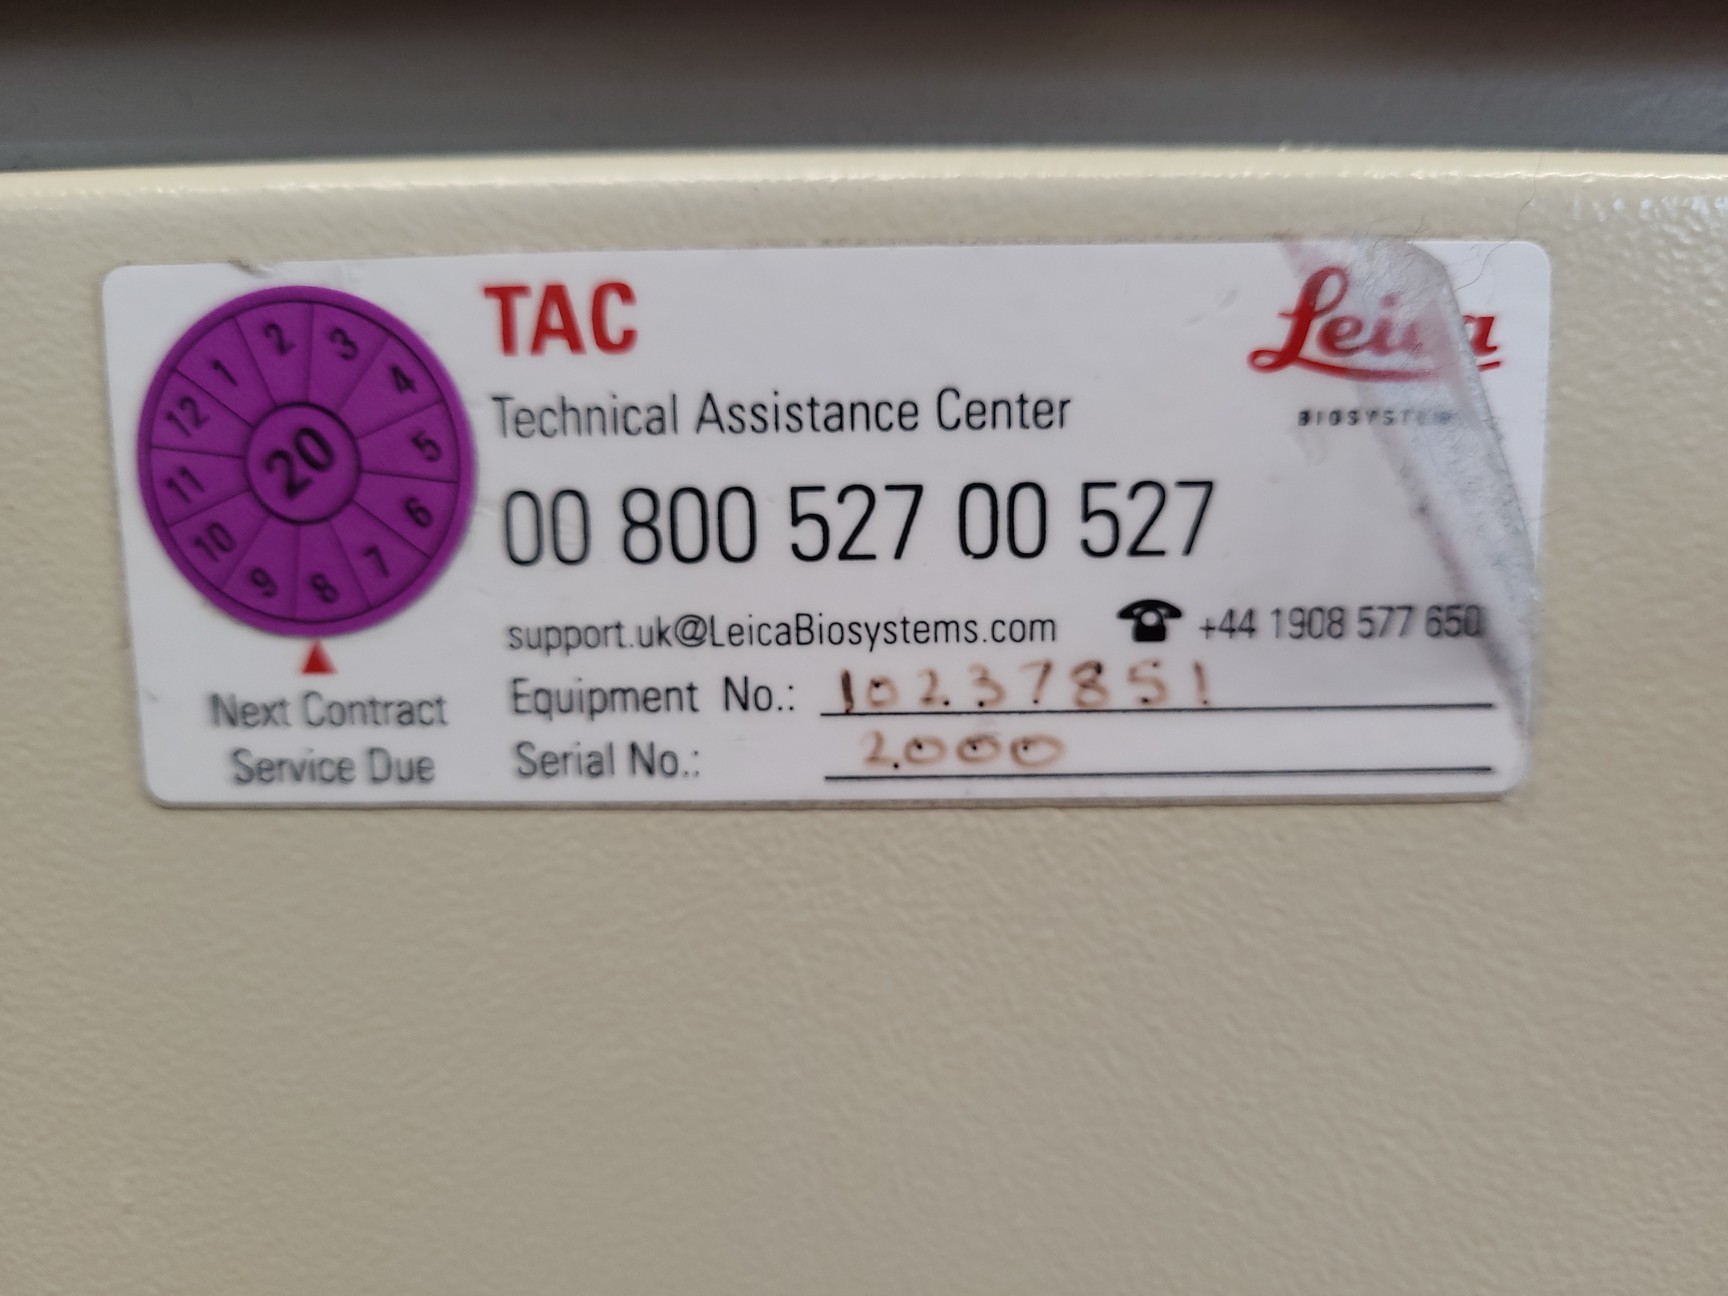 TAC
Leica
BIOSYSTEMS
Technical Assistance Center
00 800 527 00 527
support.uk@LeicaBiosystems.com +44 1908 577 650
Equipment No.: 10237851
Serial No.: 2000
20
1 2 3 4 5 6 7 8 9 10 11 12
Next Contract
Service Due